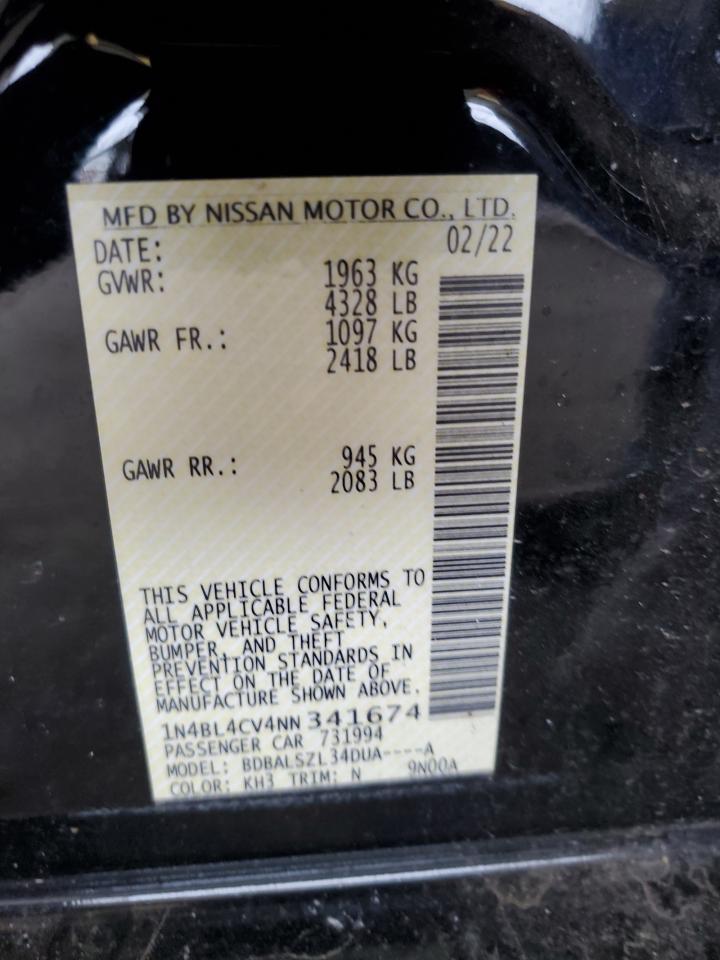 MFD BY NISSAN MOTOR CO., LTD.
DATE: 02/22
GVWR: 1963 KG
4328 LB
GAWR FR.: 1097 KG
2418 LB
GAWR RR.: 945 KG
2083 LB
THIS VEHICLE CONFORMS TO
ALL APPLICABLE FEDERAL
MOTOR VEHICLE SAFETY,
BUMPER, AND THEFT
PREVENTION STANDARDS IN
EFFECT ON THE DATE OF
MANUFACTURE SHOWN ABOVE.
1N4BL4CV4NN 341674
PASSENGER CAR 731994
MODEL: BDBALSZL34DUA----A
COLOR: KH3 TRIM: N 9N00A